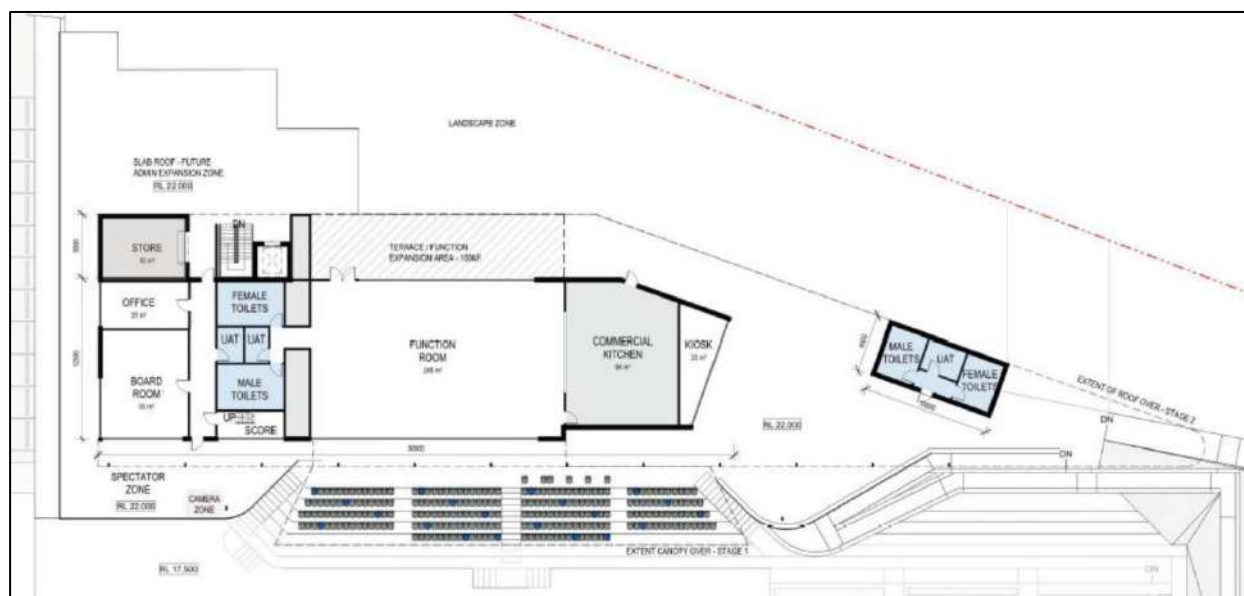 LANDSCAPE ZONE
SLAB ROOF - FUTURE
ADMIN EXPANSION ZONE
RL 22.000
DN
STORE
TERRACE / FUNCTION
EXPANSION AREA - 100M²
OFFICE
FEMALE
TOILETS
UAT
UAT
FUNCTION
ROOM
COMMERCIAL
KITCHEN
KIOSK
MALE
TOILETS
UAT
FEMALE
TOILETS
BOARD
ROOM
MALE
TOILETS
UP
SCORE
EXTENT OF ROOF OVER - STAGE 2
DN
RL 22.000
DN
SPECTATOR
ZONE
RL 22.000
CAMERA
ZONE
EXTENT CANOPY OVER - STAGE 1
RL 17.500
DN